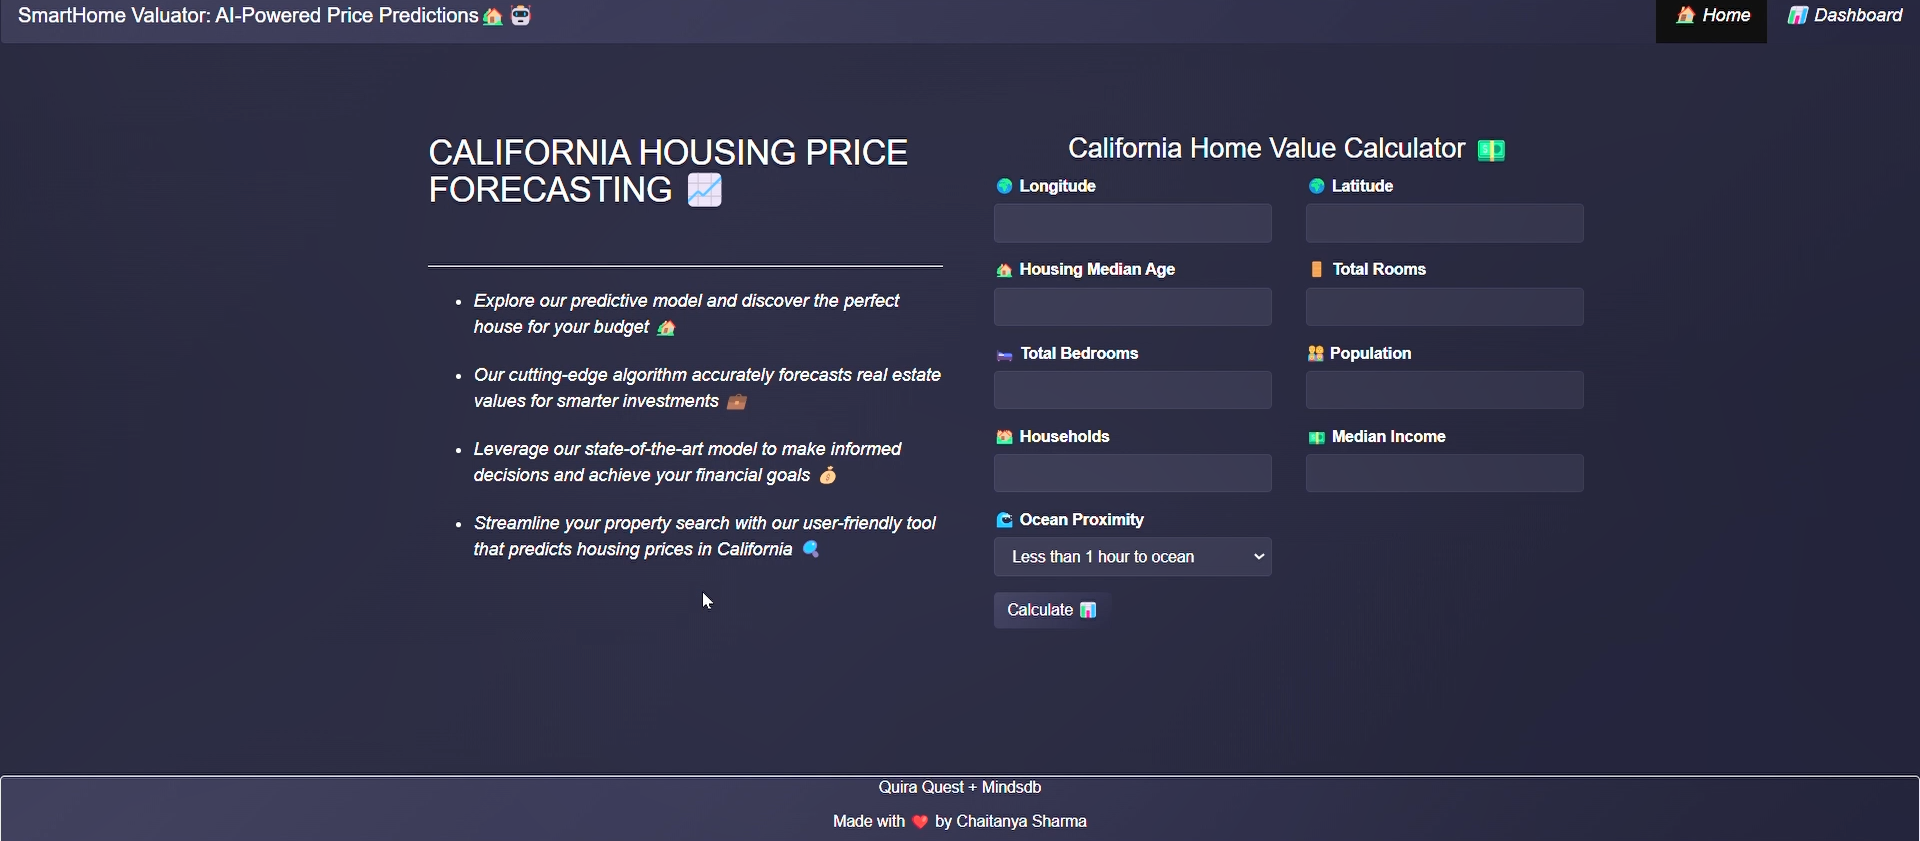 SmartHome Valuator: AI-Powered Price Predictions🏠🤖
🏠 Home
📊 Dashboard
CALIFORNIA HOUSING PRICE
FORECASTING 📈
• Explore our predictive model and discover the perfect
house for your budget 🏠
• Our cutting-edge algorithm accurately forecasts real estate
values for smarter investments 💼
• Leverage our state-of-the-art model to make informed
decisions and achieve your financial goals 💰
• Streamline your property search with our user-friendly tool
that predicts housing prices in California 🔍
California Home Value Calculator 💵
🌍 Longitude
🌍 Latitude
🏠 Housing Median Age
🚪 Total Rooms
🛏️ Total Bedrooms
👫 Population
🏡 Households
💵 Median Income
🌊 Ocean Proximity
Less than 1 hour to ocean
Calculate 📊
Quira Quest + Mindsdb
Made with ❤️ by Chaitanya Sharma